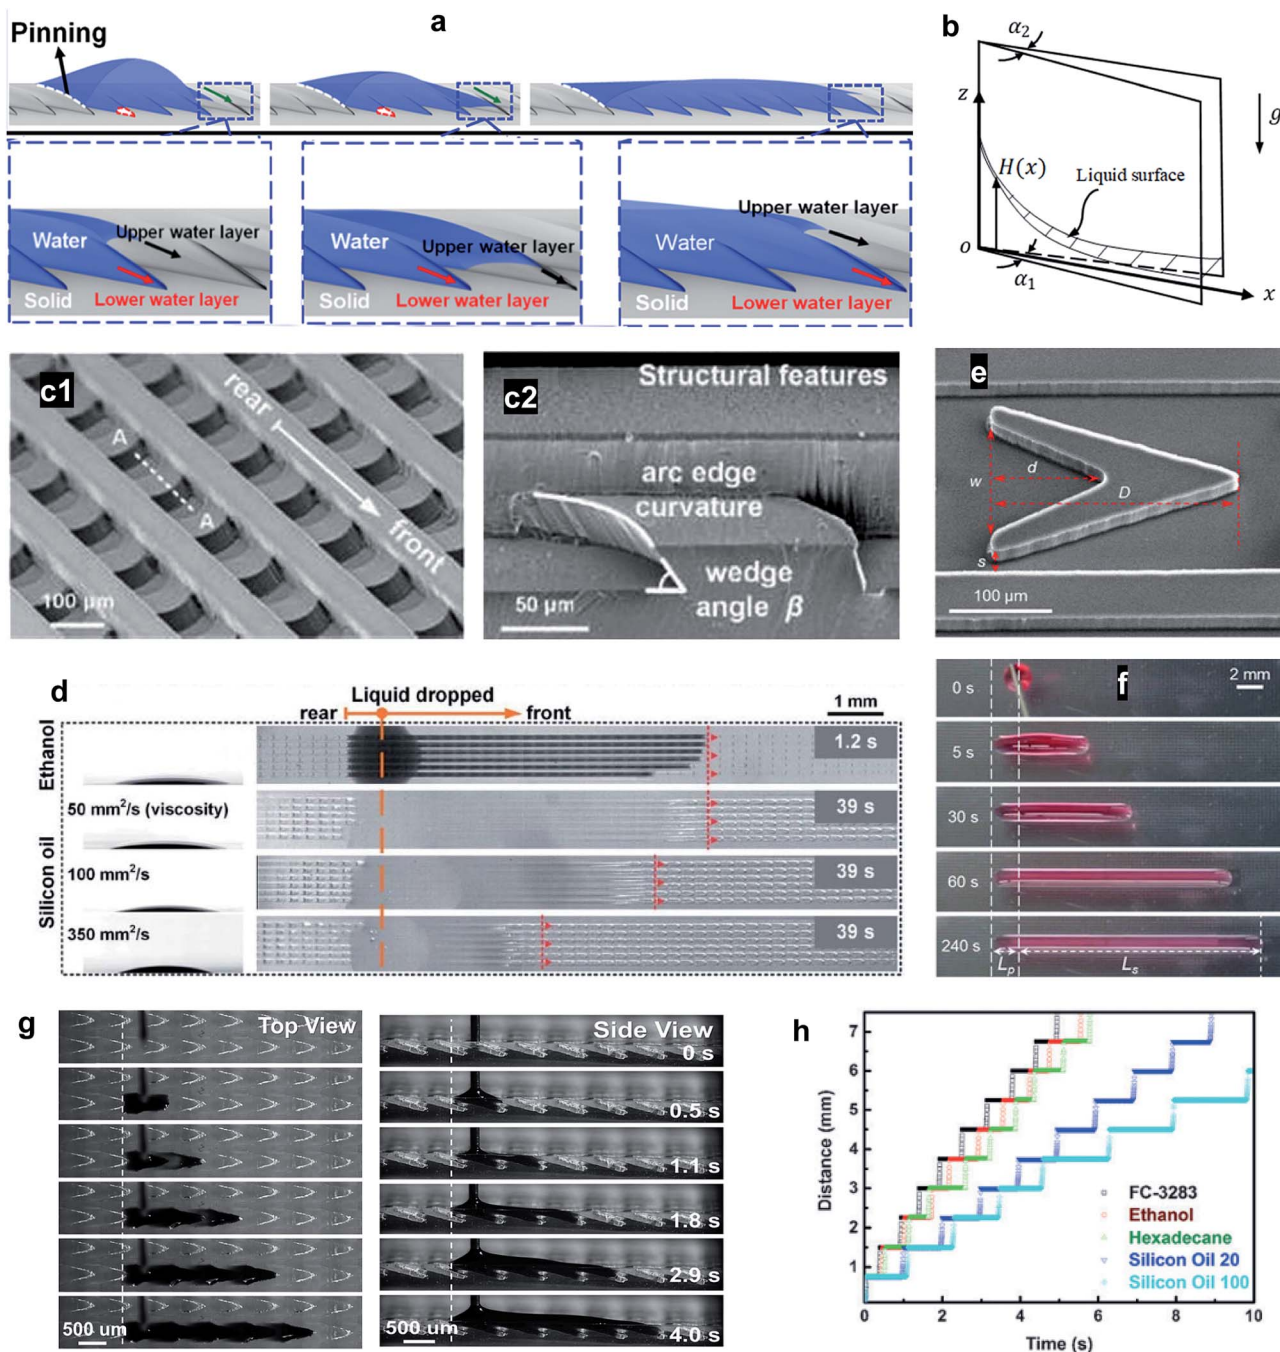 a
Pinning
Water
Upper water layer
Solid
Lower water layer
Water
Upper water layer
Solid
Lower water layer
Upper water layer
Water
Solid
Lower water layer
b
α₂
z
g
H(x)
Liquid surface
o
α₁
x
c1
rear
A
A
front
100 µm
c2
Structural features
arc edge
curvature
wedge
angle β
50 µm
e
w
d
D
s
100 µm
d
Liquid dropped
rear
front
1 mm
Ethanol
1.2 s
Silicon oil
50 mm²/s (viscosity)
39 s
100 mm²/s
39 s
350 mm²/s
39 s
f
0 s
2 mm
5 s
30 s
60 s
240 s
Lₚ
Lₛ
g
Top View
500 um
Side View
0 s
0.5 s
1.1 s
1.8 s
2.9 s
500 um
4.0 s
h
Distance (mm)
7
6
5
4
3
2
1
FC-3283
Ethanol
Hexadecane
Silicon Oil 20
Silicon Oil 100
0
2
4
6
8
10
Time (s)